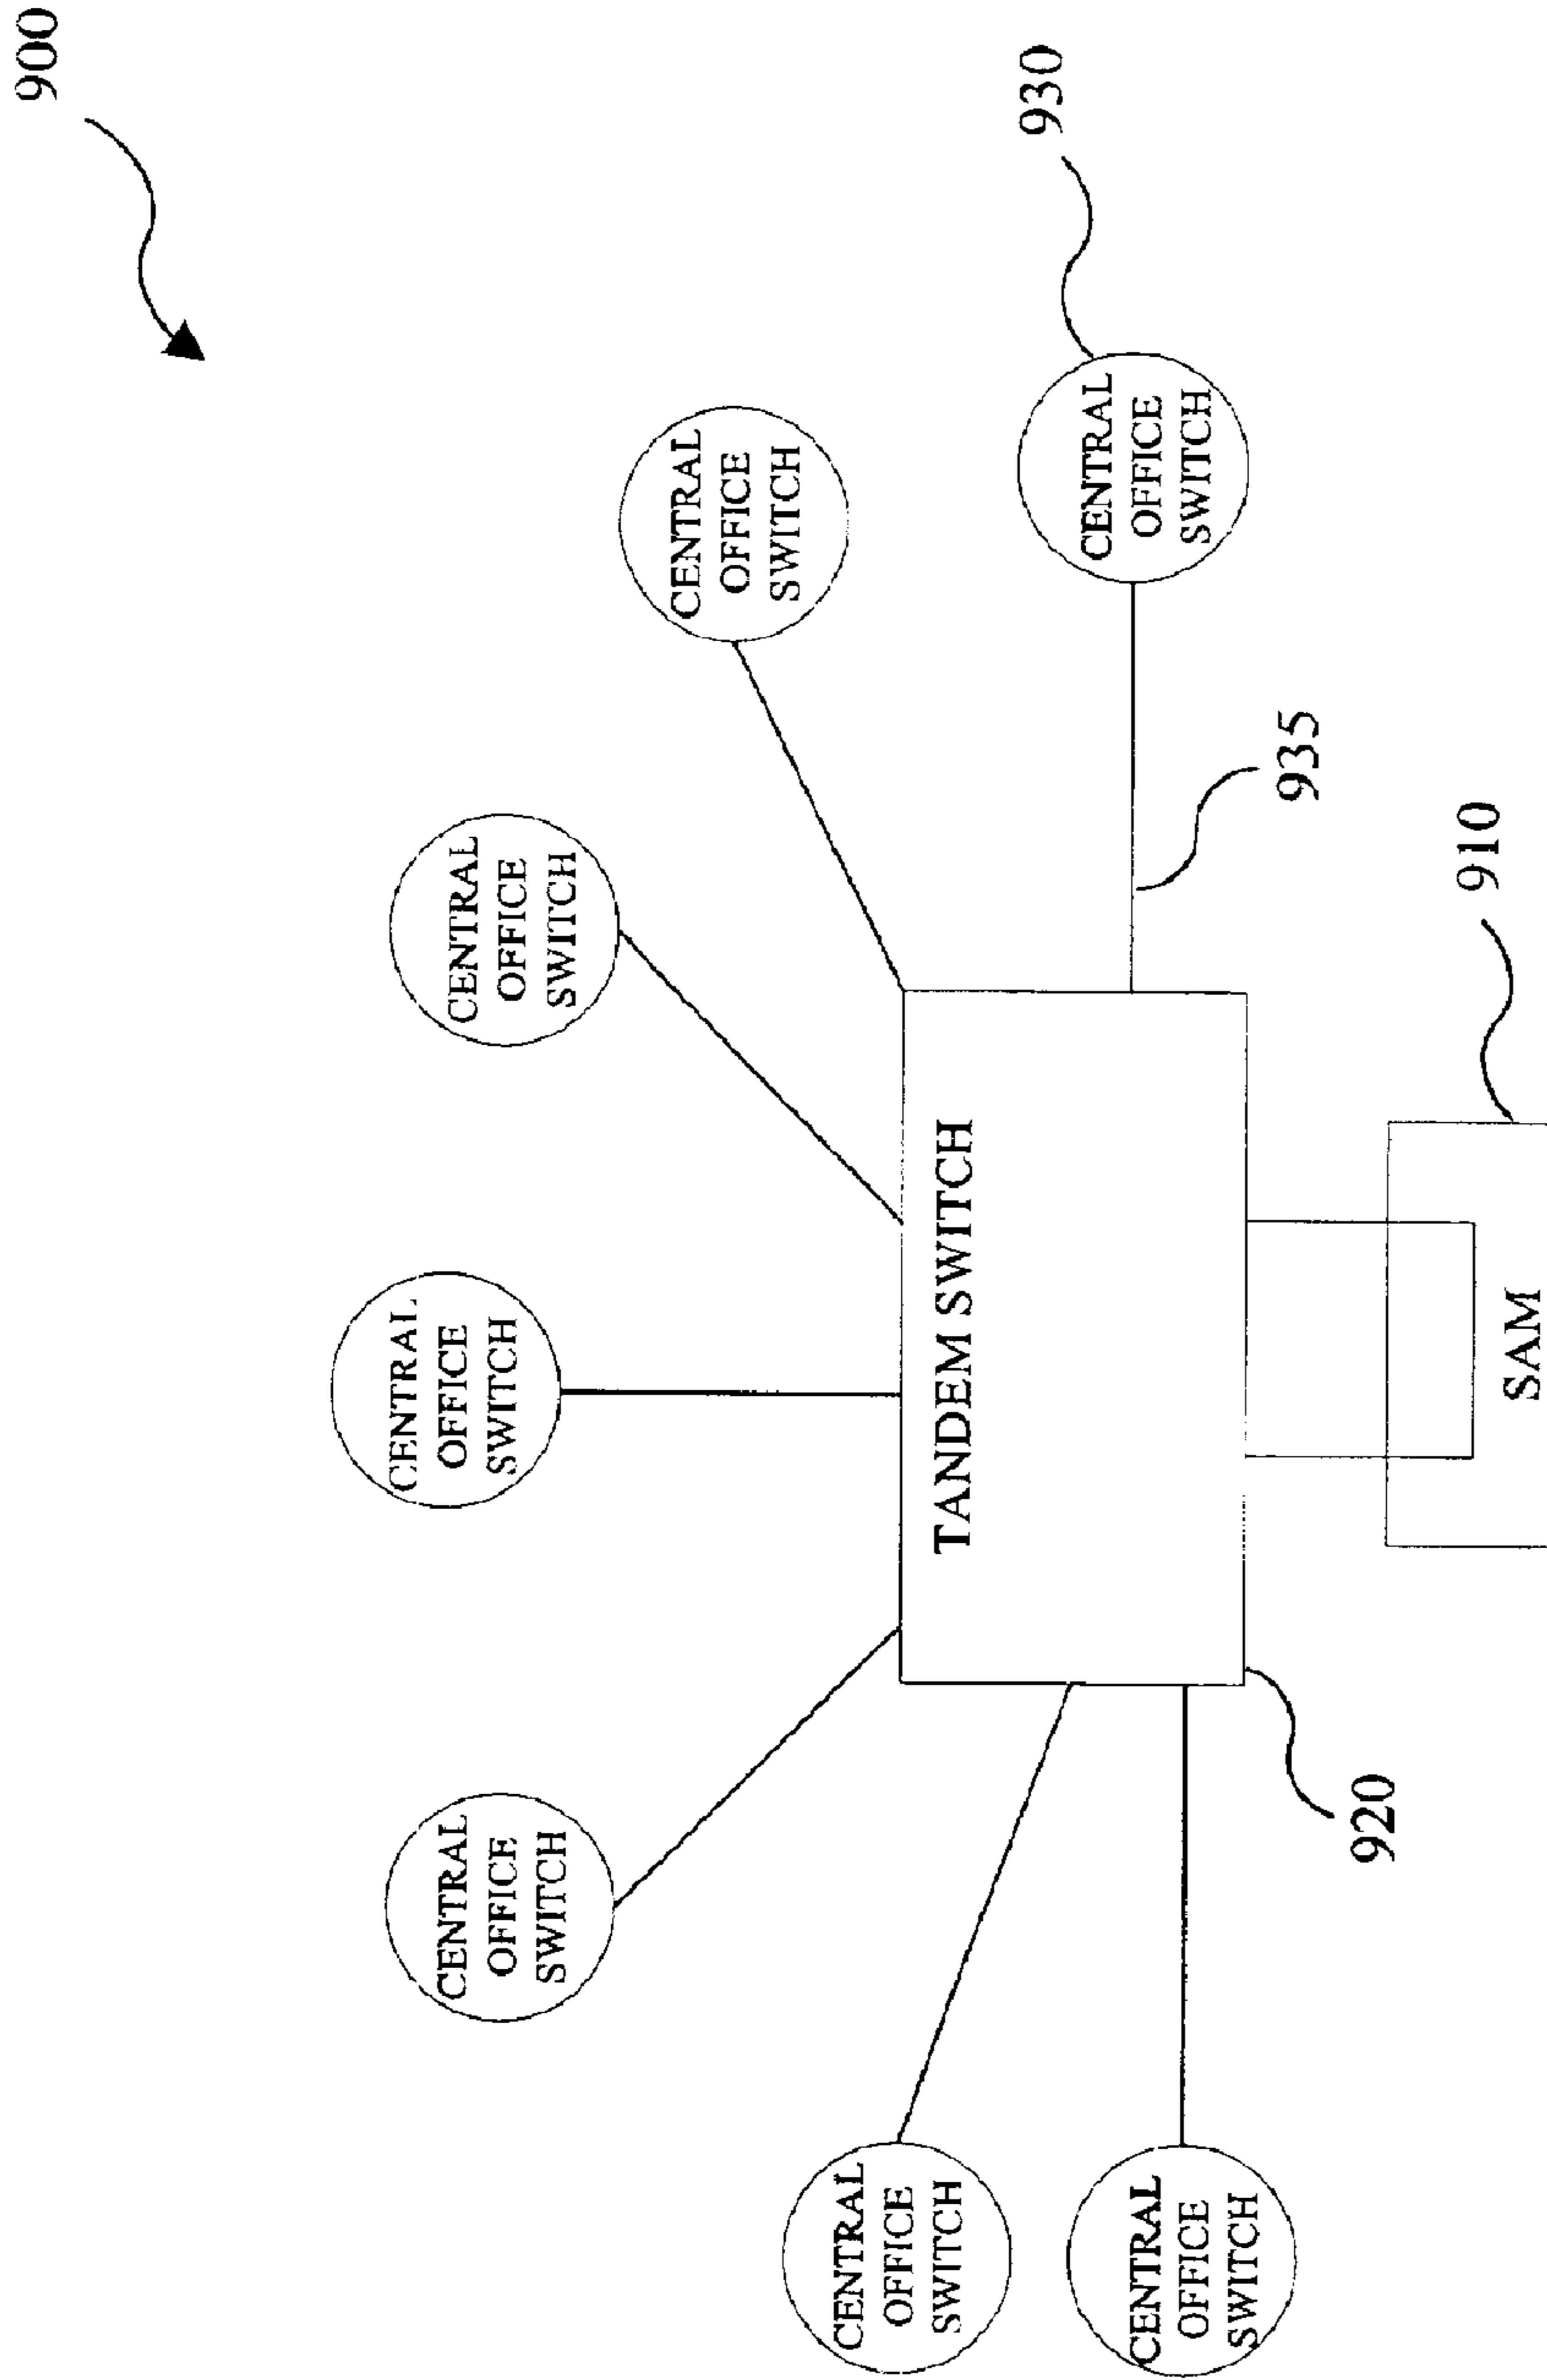 900
930
CENTRAL
OFFICE
SWITCH
CENTRAL
OFFICE
SWITCH
CENTRAL
OFFICE
SWITCH
CENTRAL
OFFICE
SWITCH
CENTRAL
OFFICE
SWITCH
CENTRAL
OFFICE
SWITCH
CENTRAL
OFFICE
SWITCH
935
910
TANDEM SWITCH
SAM
920